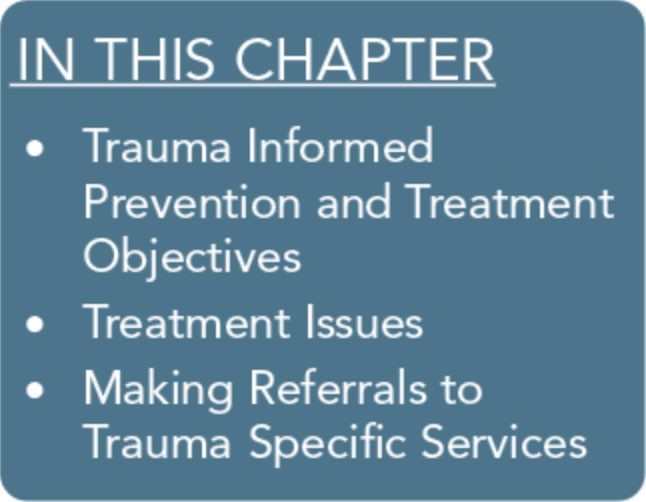 IN THIS CHAPTER
• Trauma Informed
Prevention and Treatment
Objectives
• Treatment Issues
• Making Referrals to
Trauma Specific Services